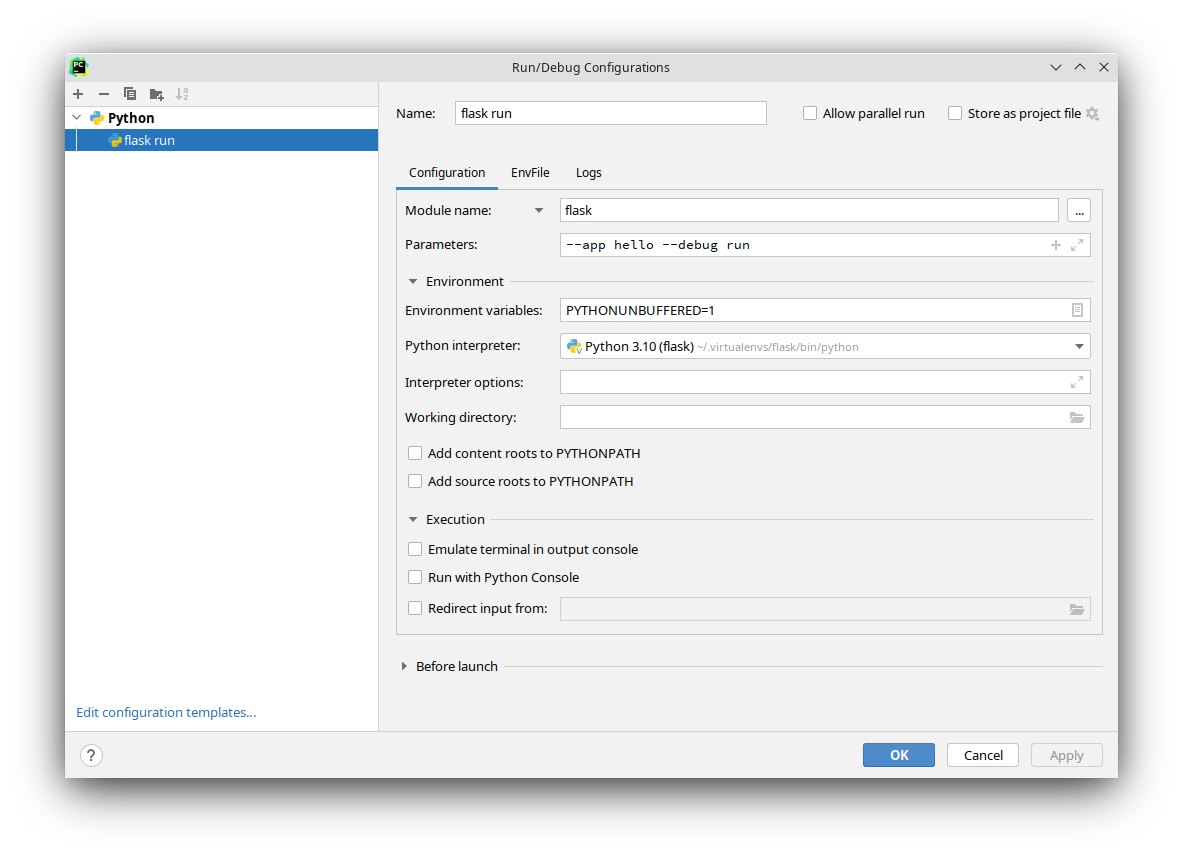 PC
Run/Debug Configurations
Python
flask run
Edit configuration templates...
Name: flask run Allow parallel run Store as project file
Configuration EnvFile Logs
Module name: flask ...
Parameters: --app hello --debug run
Environment
Environment variables: PYTHONUNBUFFERED=1
Python interpreter: Python 3.10 (flask) ~/.virtualenvs/flask/bin/python
Interpreter options:
Working directory:
Add content roots to PYTHONPATH
Add source roots to PYTHONPATH
Execution
Emulate terminal in output console
Run with Python Console
Redirect input from:
Before launch
? OK Cancel Apply